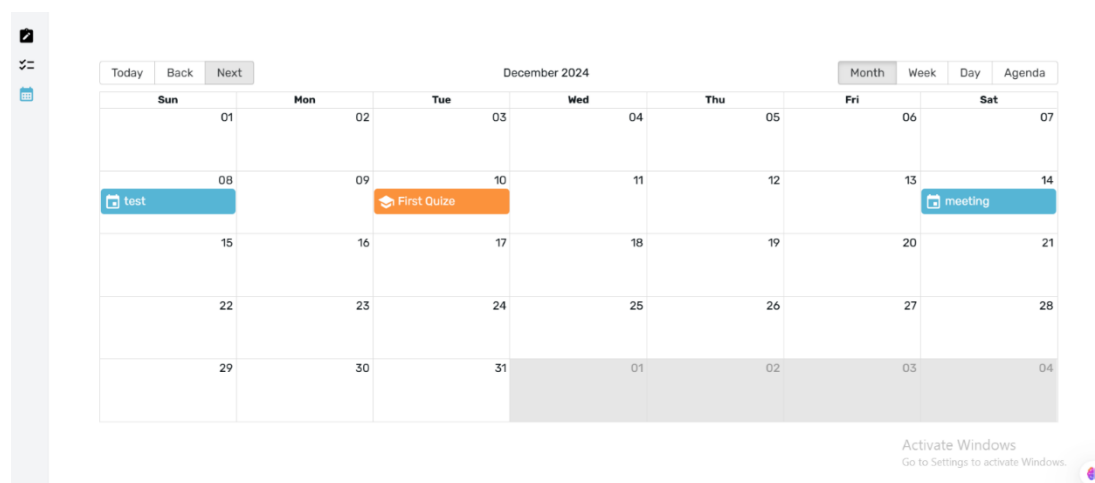 Today Back Next December 2024 Month Week Day Agenda
Sun Mon Tue Wed Thu Fri Sat
01 02 03 04 05 06 07
08 09 10 11 12 13 14
test First Quize meeting
15 16 17 18 19 20 21
22 23 24 25 26 27 28
29 30 31 01 02 03 04
Activate Windows
Go to Settings to activate Windows.